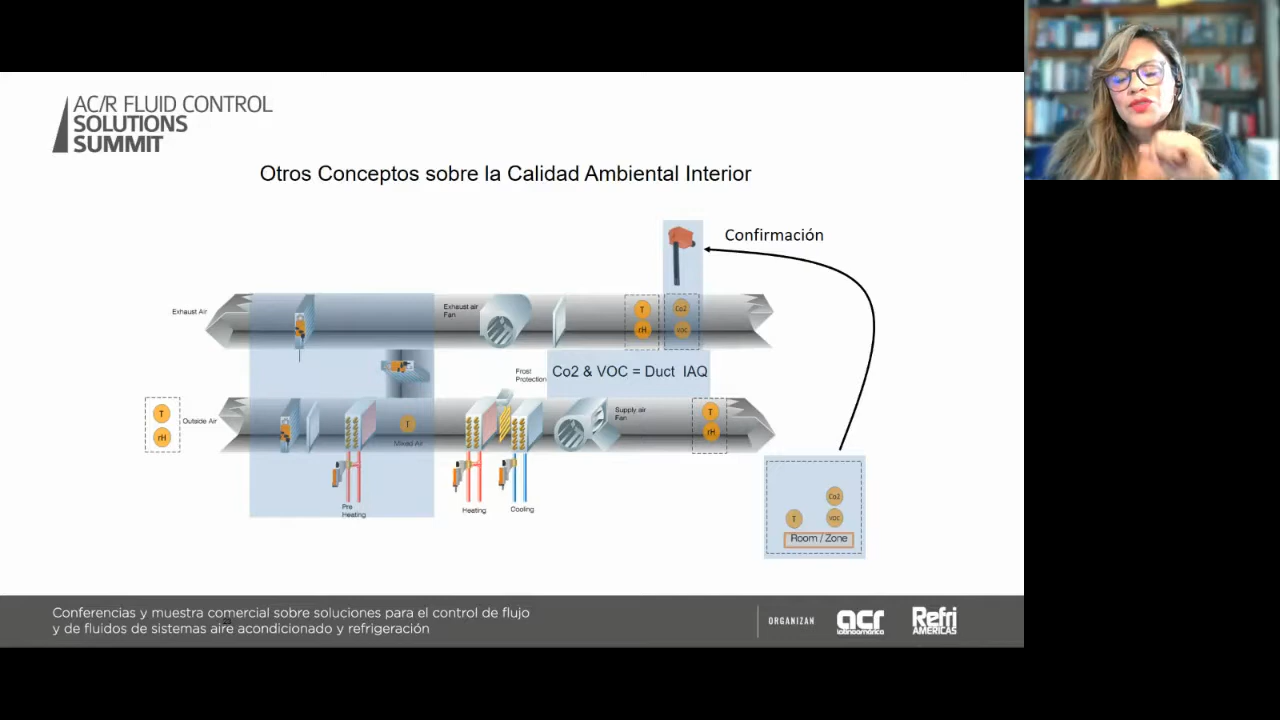 AC/R FLUID CONTROL
SOLUTIONS
SUMMIT
Otros Conceptos sobre la Calidad Ambiental Interior
Confirmación
Exhaust Air
Exhaust air
Fan
T
rH
Co2
VOC
Frost
Protection
Co2 & VOC = Duct IAQ
T
rH
Outside Air
T
Mixed Air
Supply air
Fan
T
rH
Pre
Heating
Heating
Cooling
Co2
T
VOC
Room / Zone
Conferencias y muestra comercial sobre soluciones para el control de flujo
y de fluidos de sistemas aire acondicionado y refrigeración
ORGANIZAN
acr
latinoamérica
Refri
AMÉRICAS